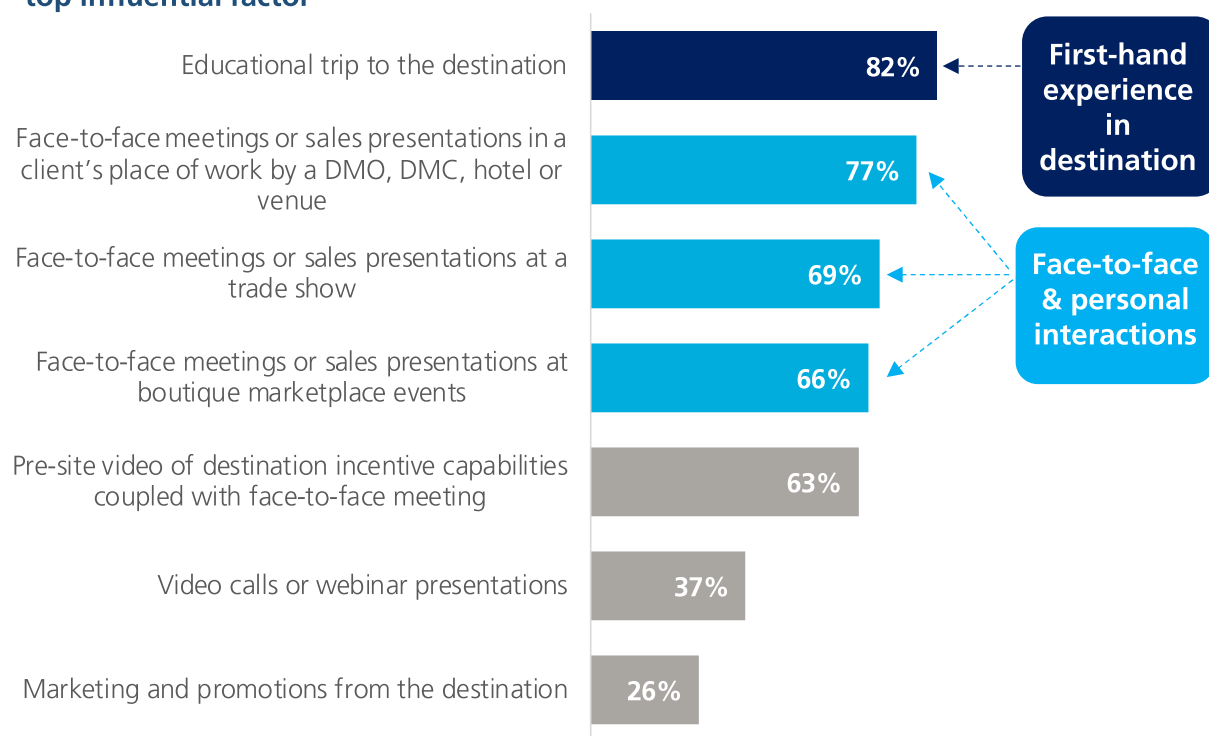 top influential factor
Educational trip to the destination
82%
First-hand
experience
in
destination
Face-to-face meetings or sales presentations in a
client's place of work by a DMO, DMC, hotel or
venue
77%
Face-to-face meetings or sales presentations at a
trade show
69%
Face-to-face
& personal
interactions
Face-to-face meetings or sales presentations at
boutique marketplace events
66%
Pre-site video of destination incentive capabilities
coupled with face-to-face meeting
63%
Video calls or webinar presentations
37%
Marketing and promotions from the destination
26%